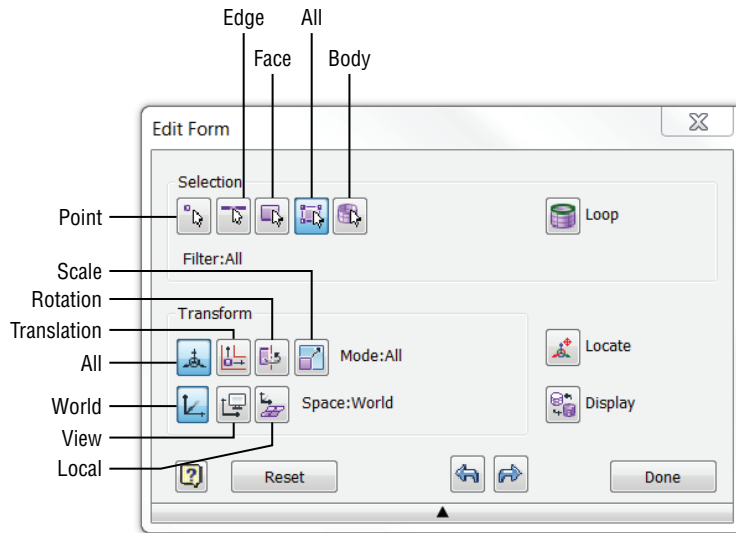 Edge All
Face Body
Edit Form
Selection
Point
Loop
Filter:All
Scale
Rotation
Transform
Translation
All
Mode:All
Locate
World
Space:World
Display
View
Local
Reset
Done